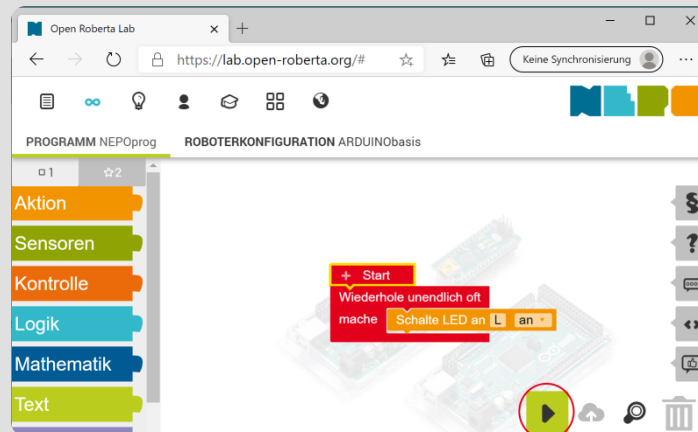 Open Roberta Lab
https://lab.open-roberta.org/#
Keine Synchronisierung
PROGRAMM NEPOprog
ROBOTERKONFIGURATION ARDUINObasis
1
2
Aktion
Sensoren
Kontrolle
Logik
Mathematik
Text
+ Start
Wiederhole unendlich oft
mache Schalte LED an L an
§
?